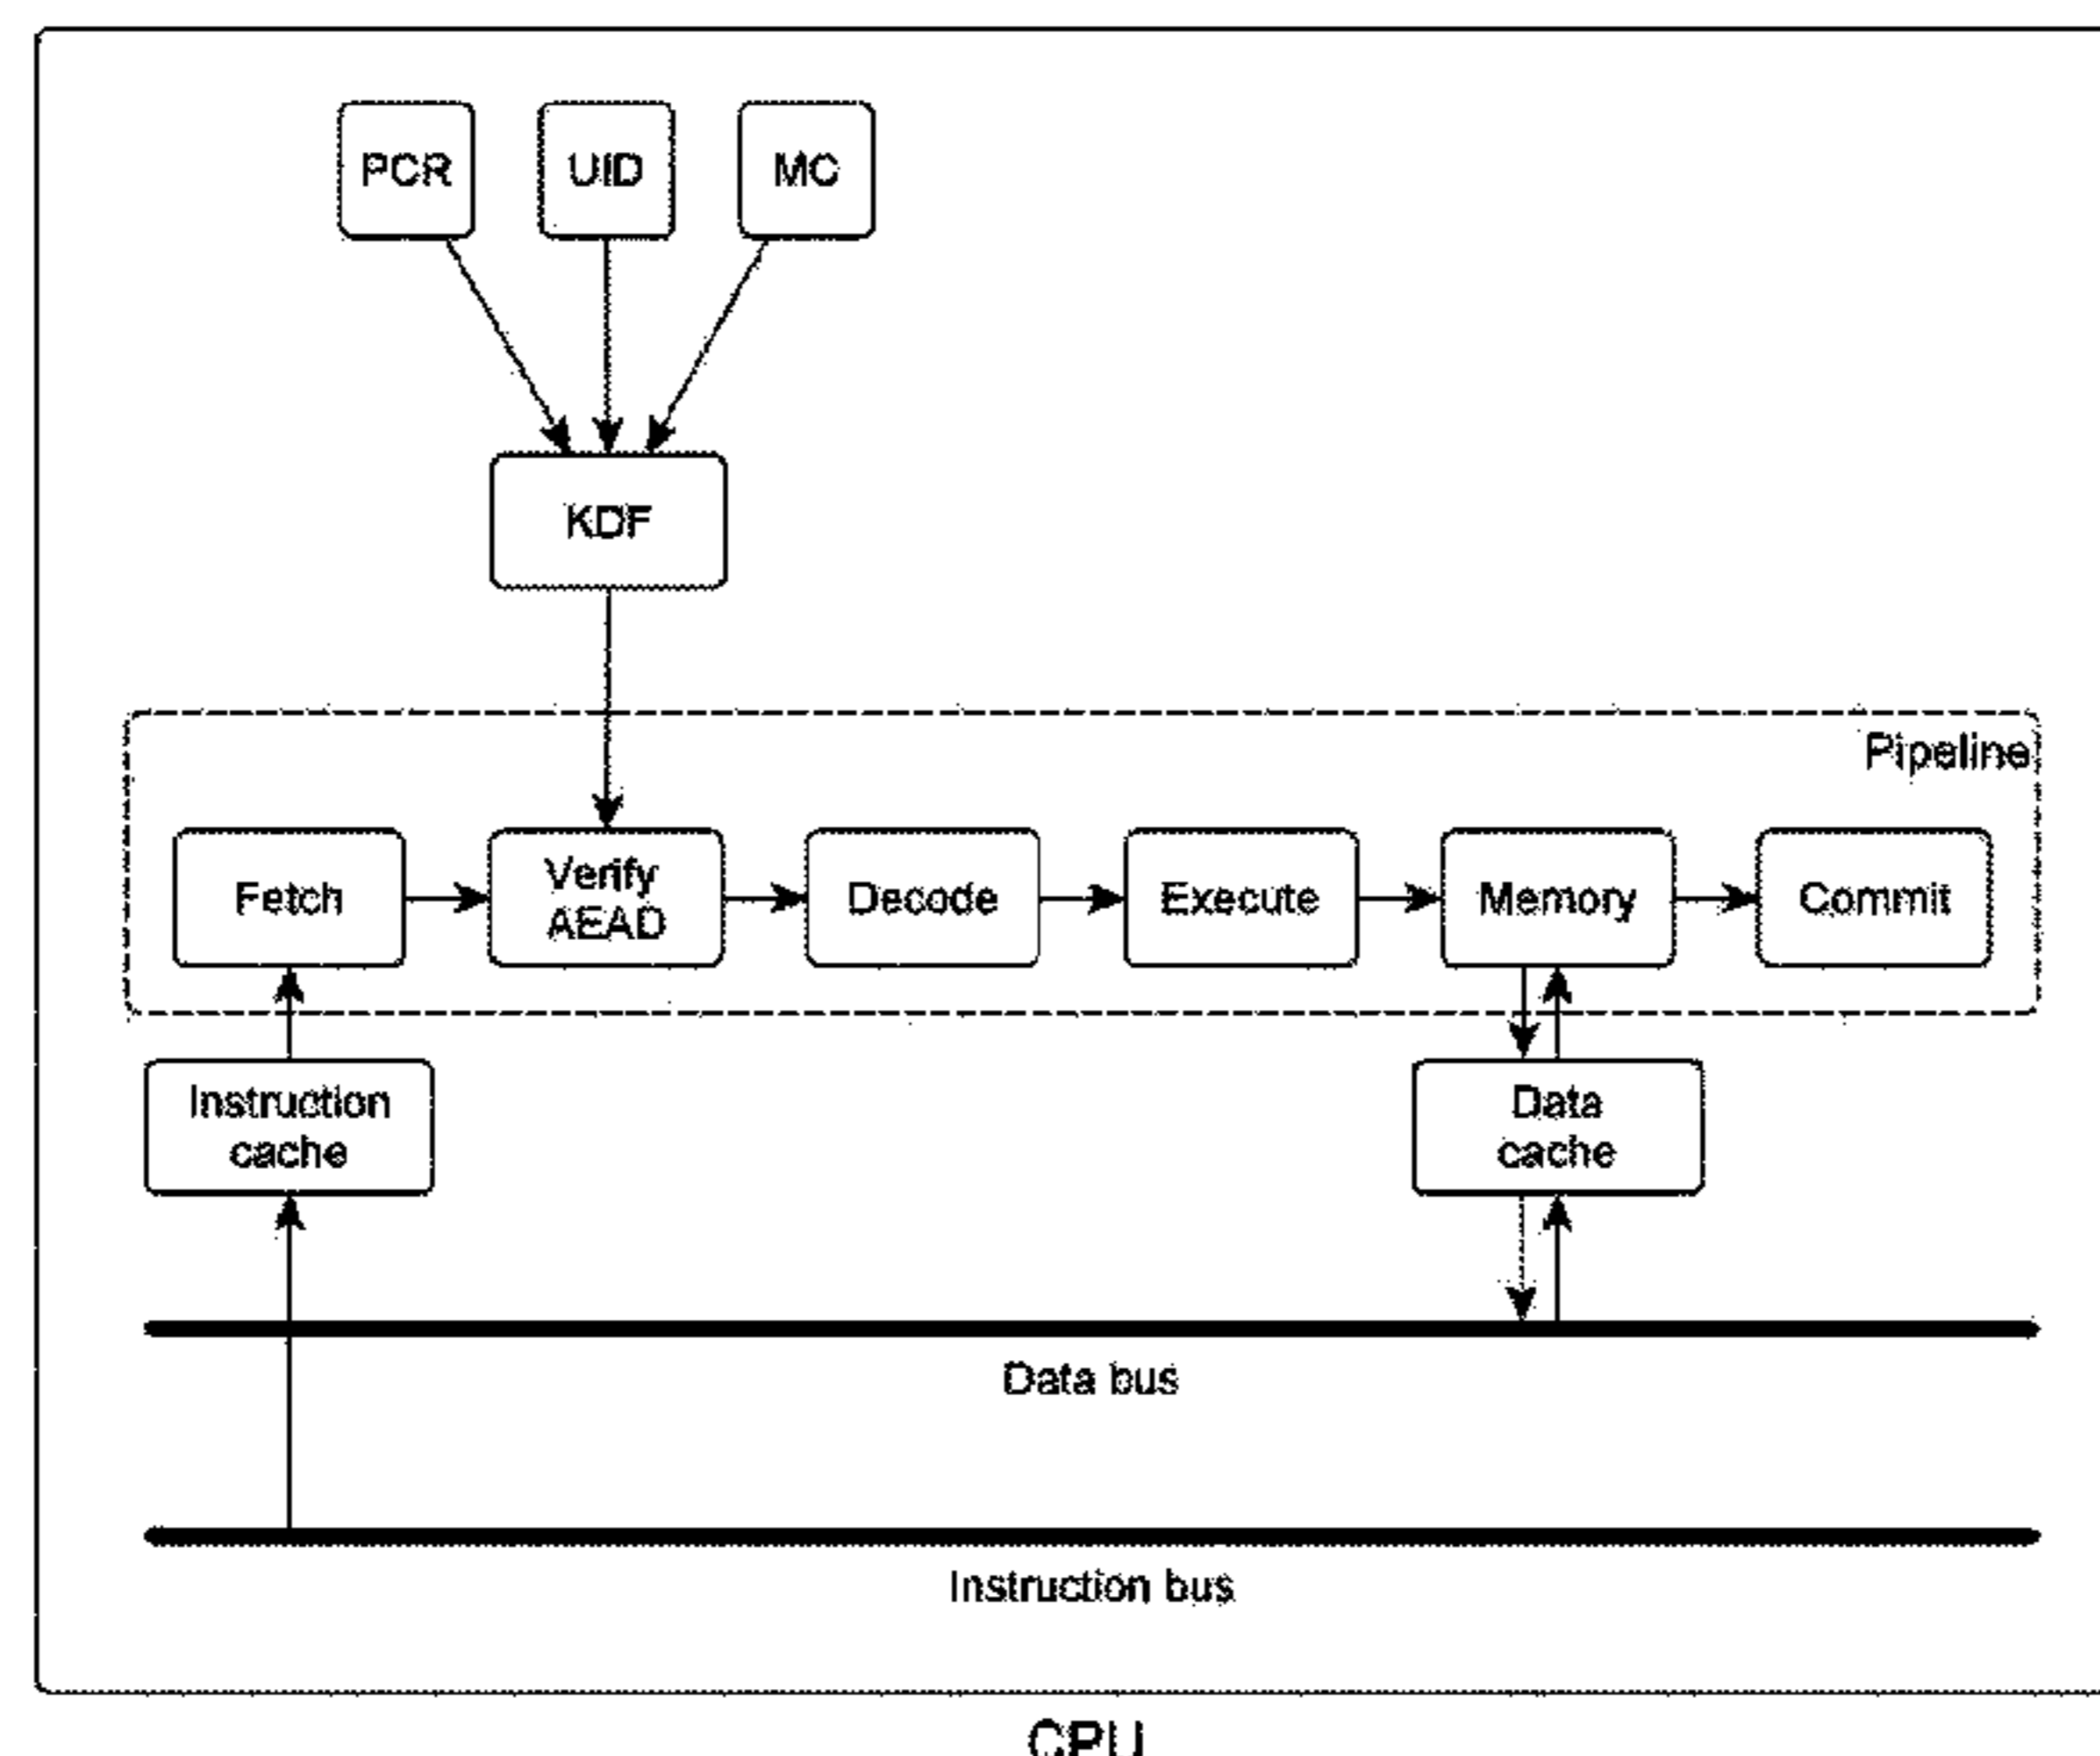 PCR
UID
MC
KDF
Pipeline
Fetch
Verify
AEAD
Decode
Execute
Memory
Commit
Instruction
cache
Data
cache
Data bus
Instruction bus
CPU